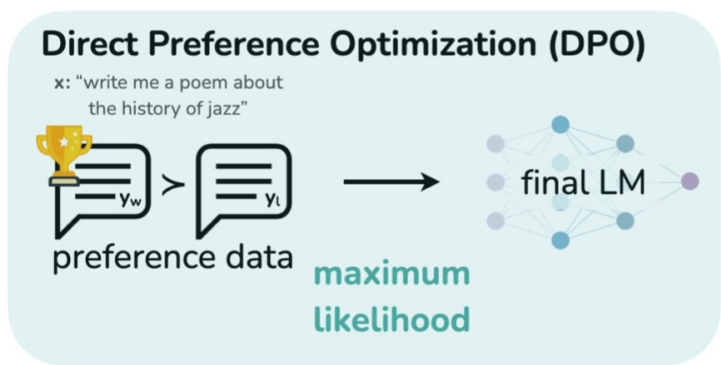 Direct Preference Optimization (DPO)
x: “write me a poem about
the history of jazz”
yw > yl
preference data
maximum
likelihood
final LM